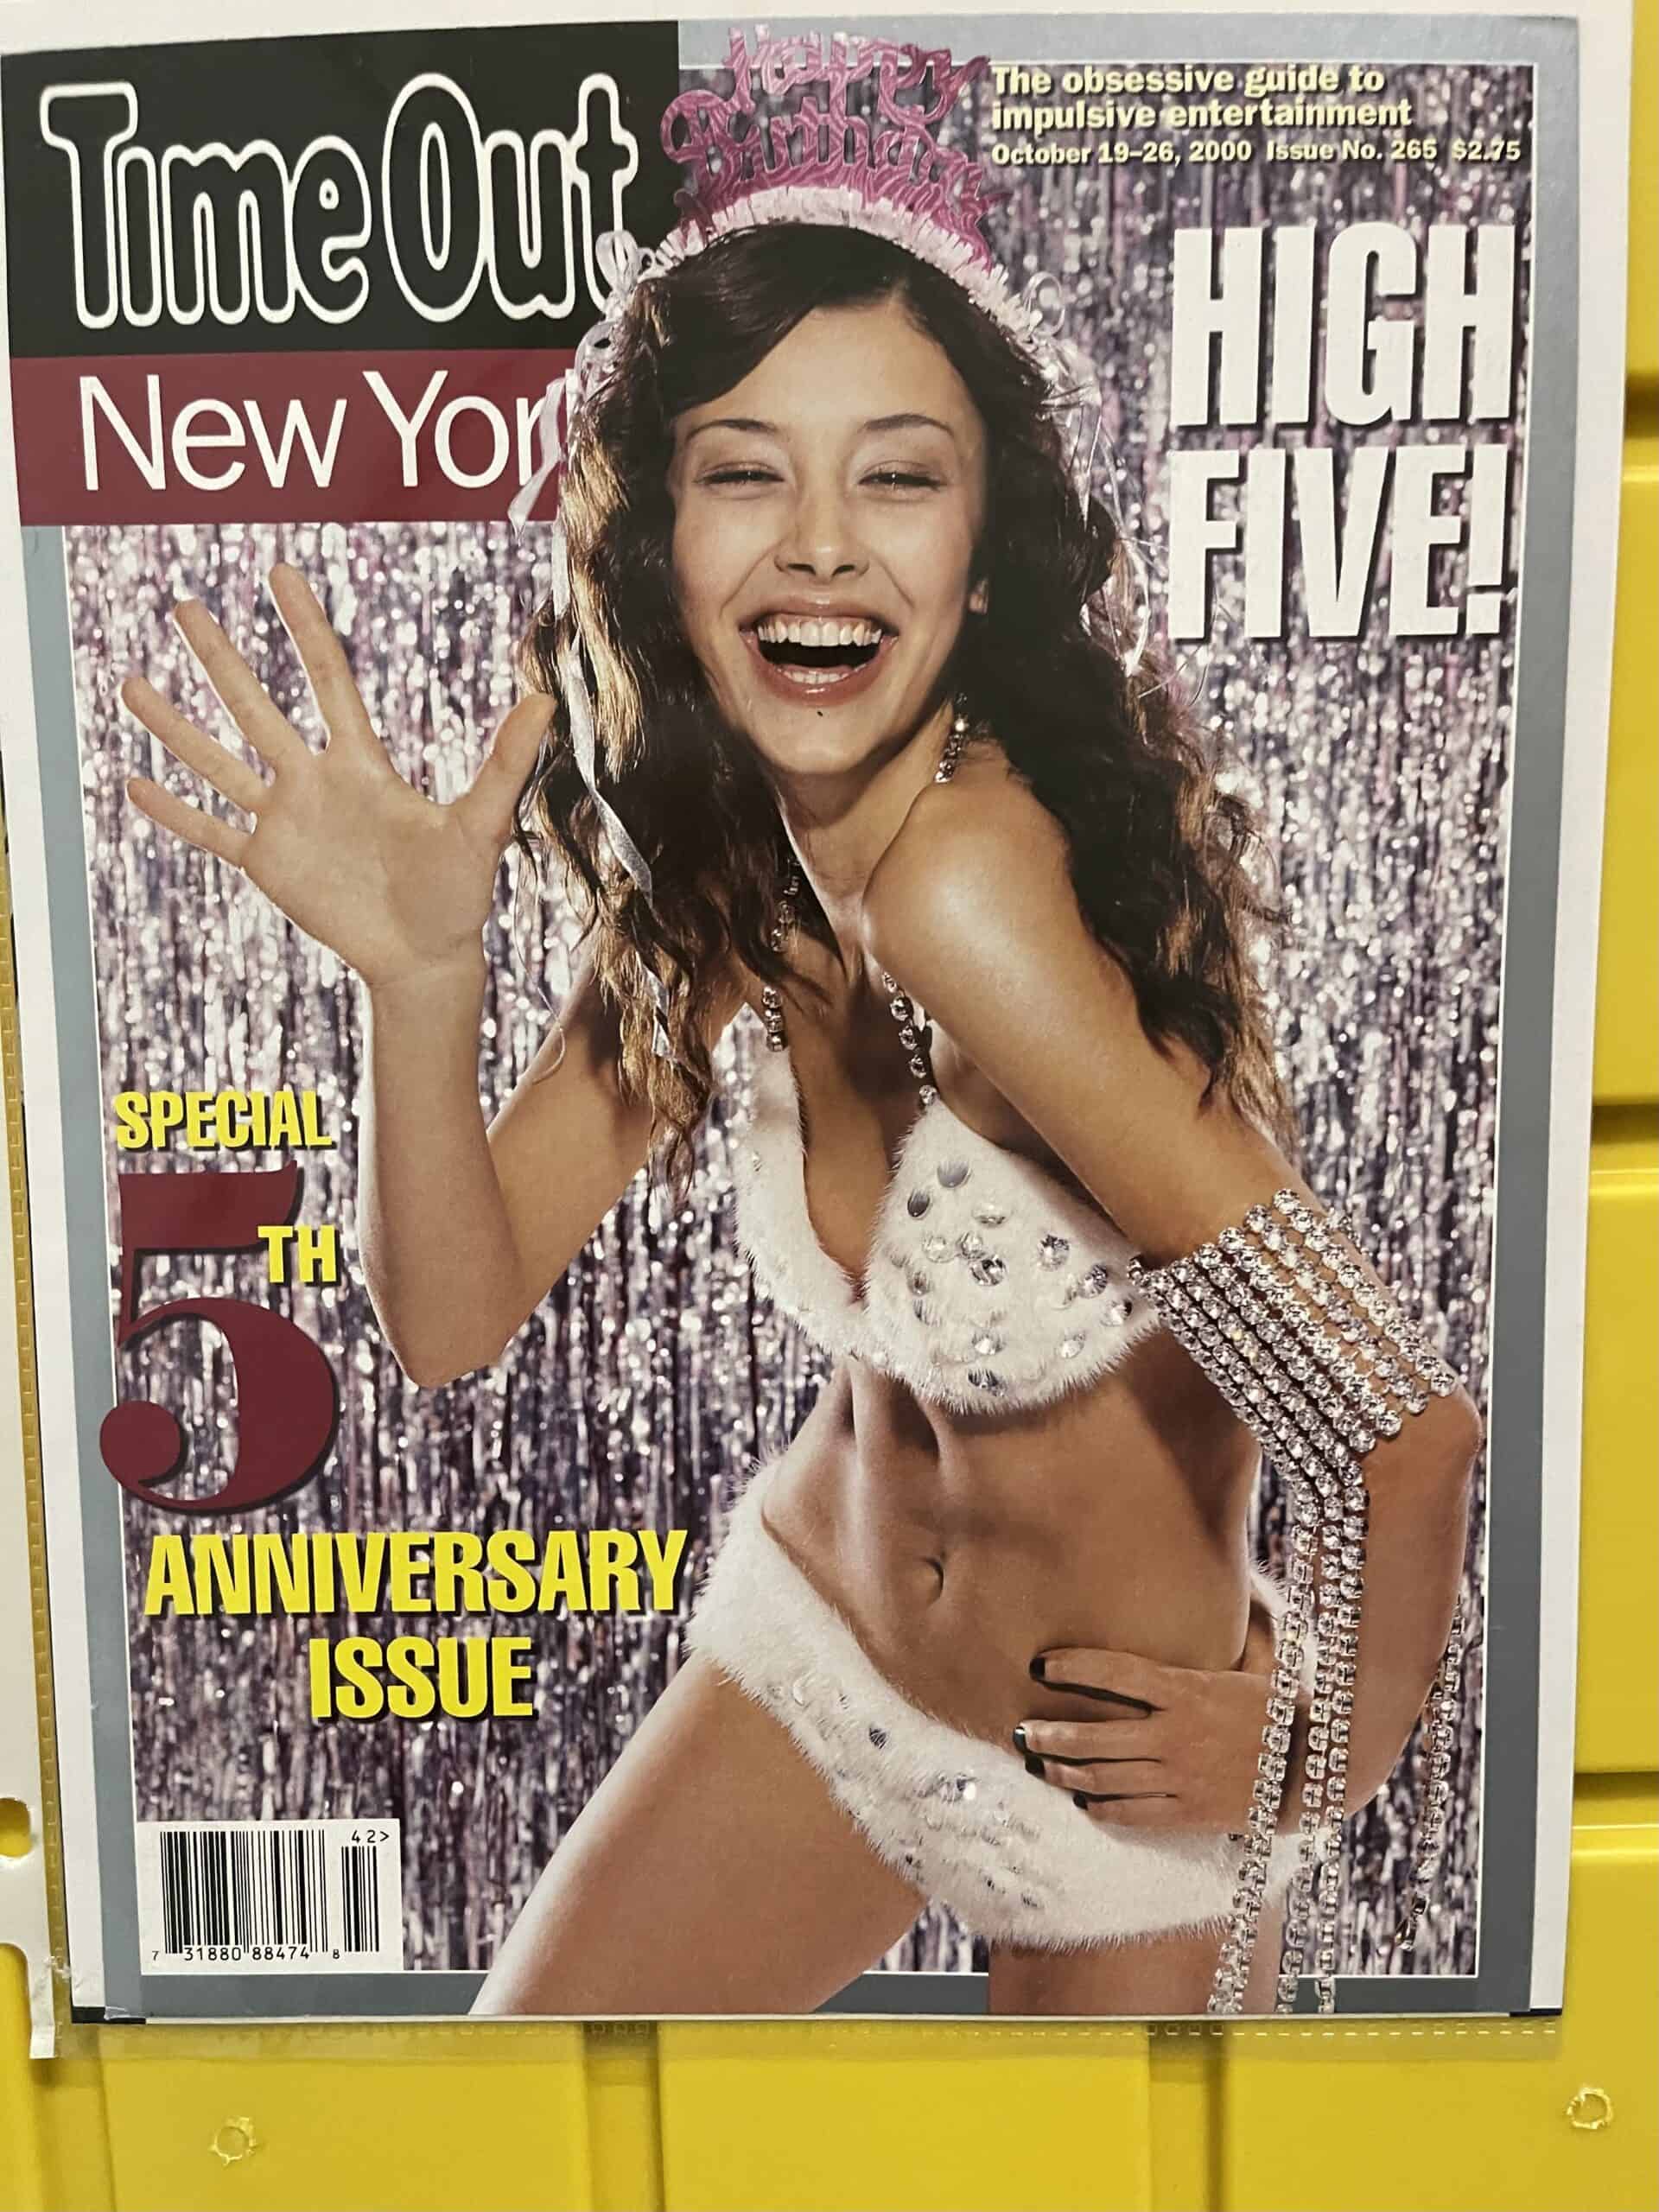 Time Out
New Yor
Happy
Birthday
The obsessive guide to
impulsive entertainment
October 19–26, 2000 Issue No. 265 $2.75
HIGH
FIVE!
SPECIAL
5TH
ANNIVERSARY
ISSUE
42>
7 31880 88474 8